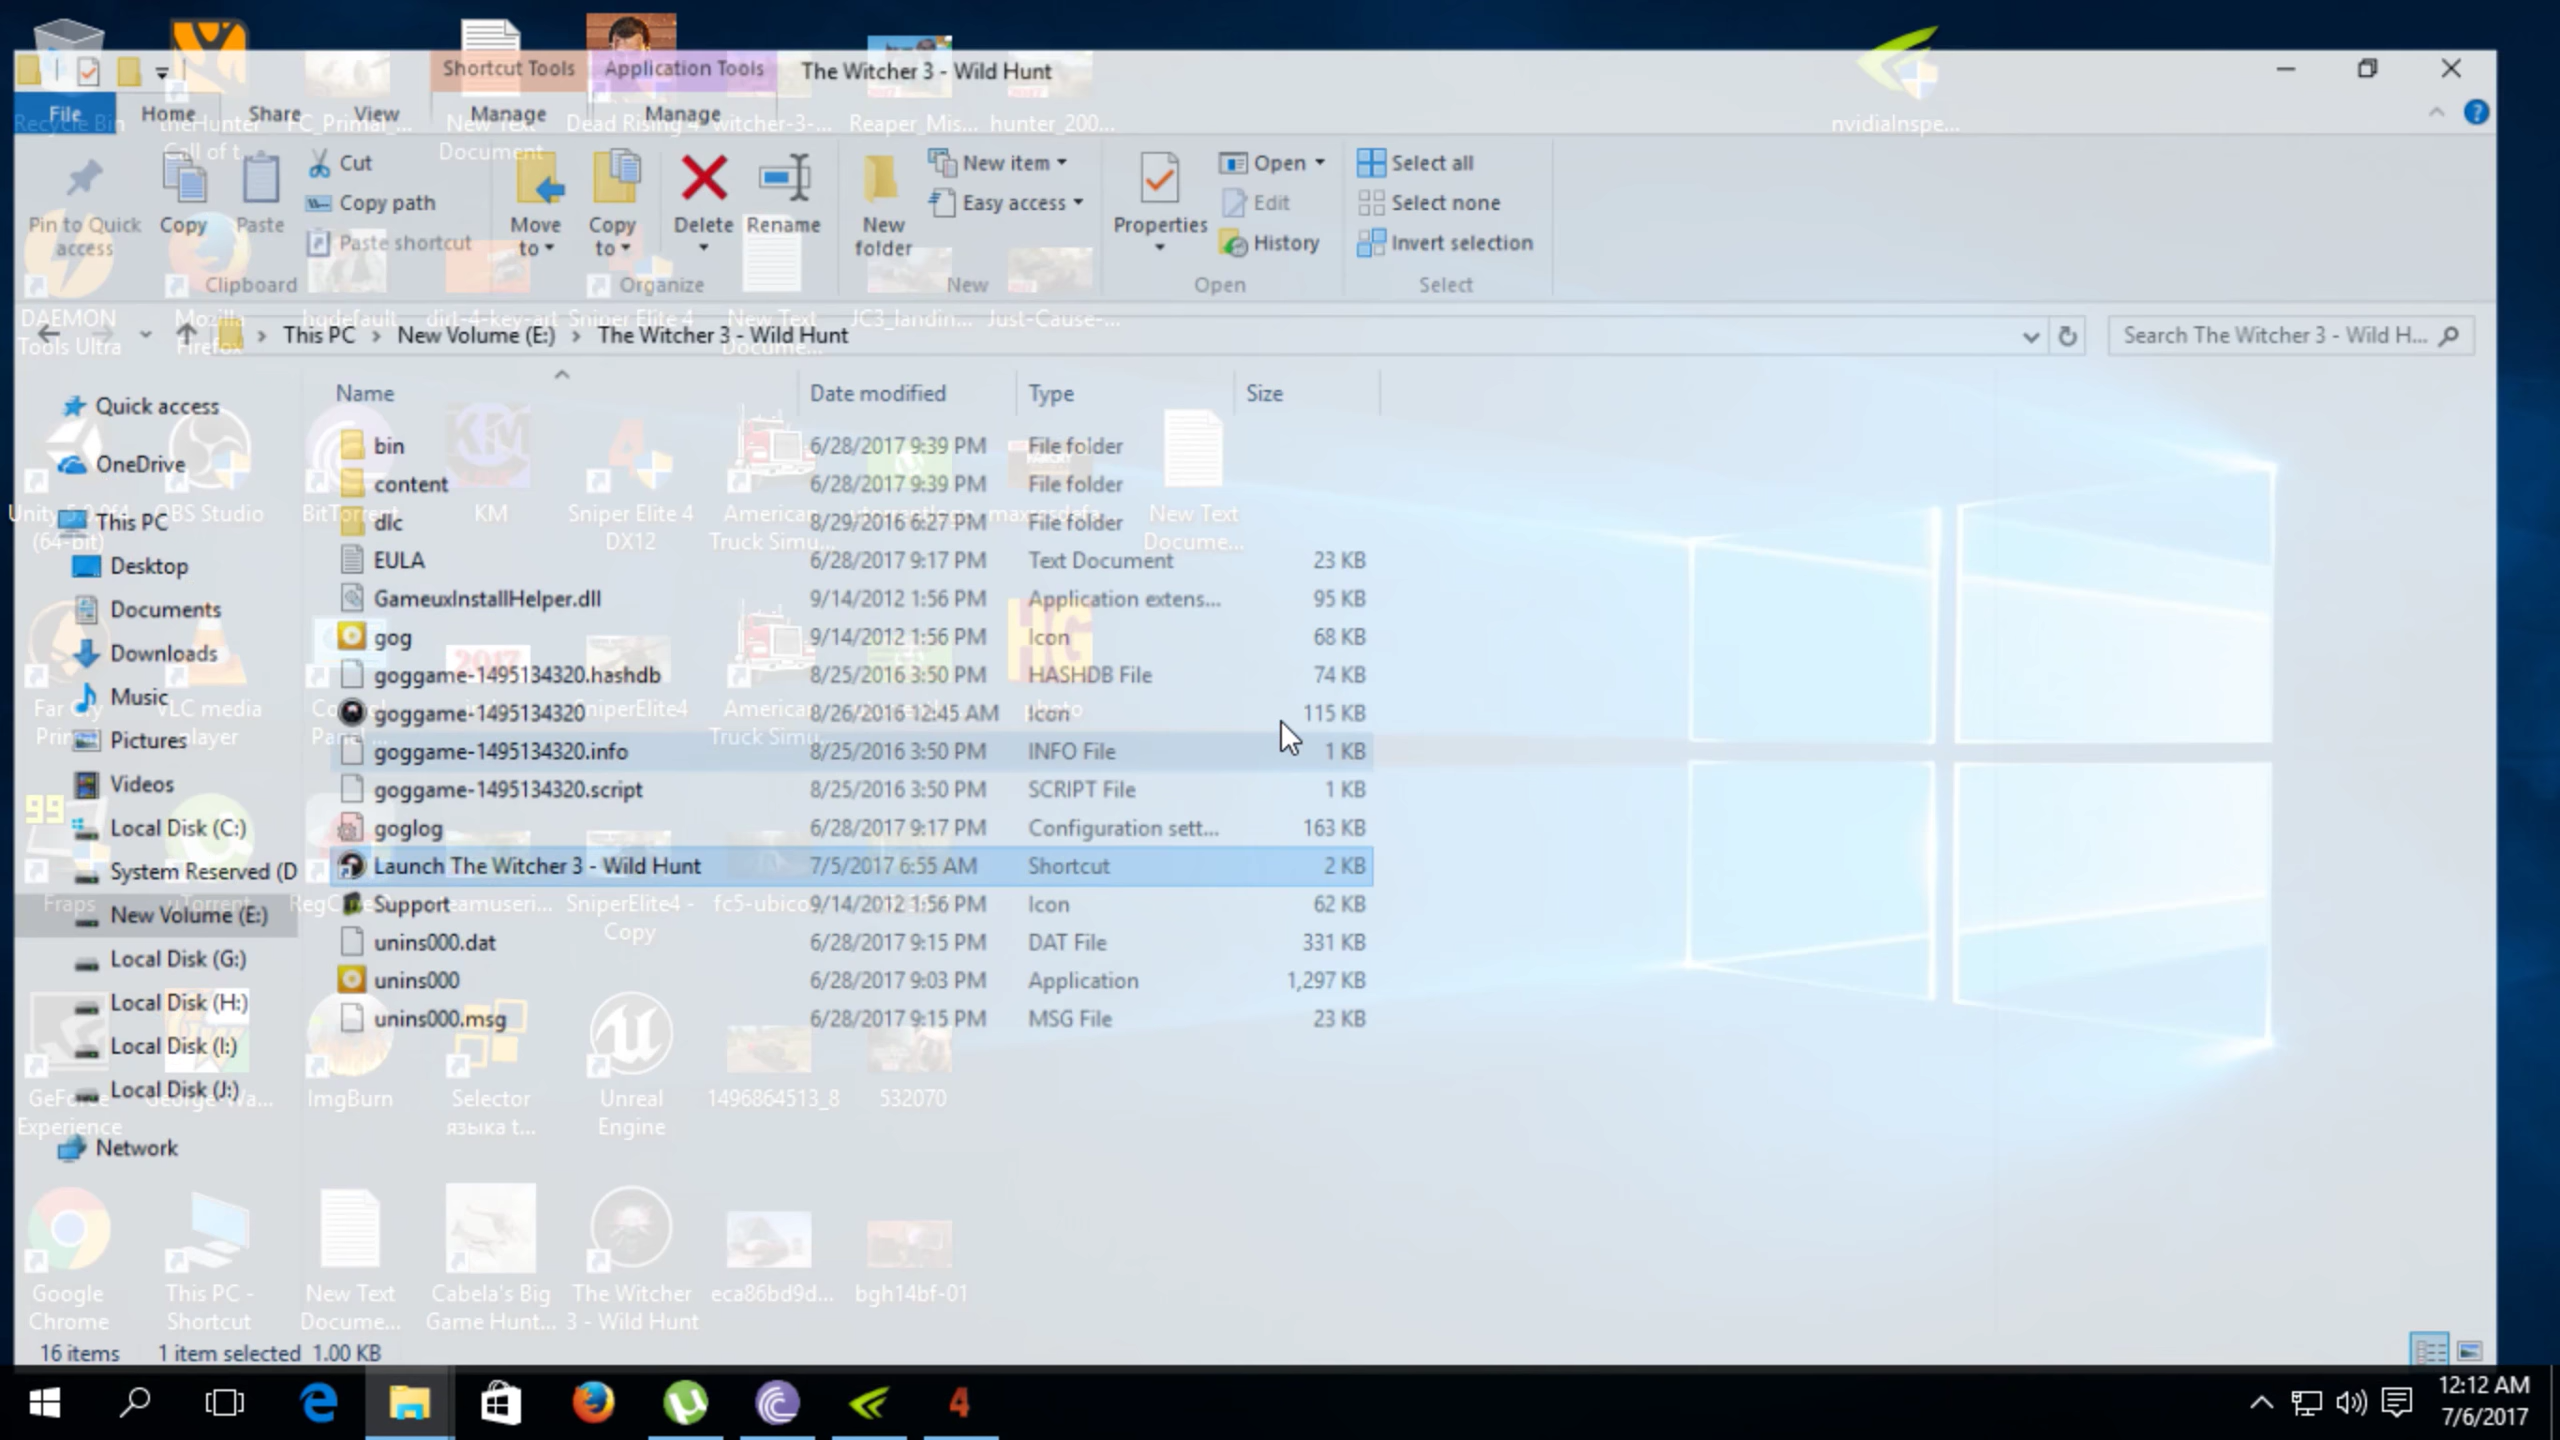 Shortcut Tools Application Tools The Witcher 3 - Wild Hunt
File Home Share View Manage Manage
Recycle Bin theHunter FC_Primal_... New Text Dead Rising 4 witcher-3-... Reaper_Mis... hunter_200... nvidiaInspe...
Call of t... Document
Pin to Quick access
Copy
Paste
Cut
Copy path
Paste shortcut
Move to
Copy to
Delete
Rename
New folder
New item
Easy access
Properties
Open
Edit
History
Select all
Select none
Invert selection
Clipboard Organize New Open Select
DAEMON Mozilla hqdefault dirt-4-key-art Sniper Elite 4 New Text JC3_landin... Just-Cause-...
Tools Ultra Firefox Docume...
This PC New Volume (E:) The Witcher 3 - Wild Hunt
Search The Witcher 3 - Wild H...
Name Date modified Type Size
bin 6/28/2017 9:39 PM File folder
content 6/28/2017 9:39 PM File folder
dlc 8/29/2016 6:27 PM File folder
EULA 6/28/2017 9:17 PM Text Document 23 KB
GameuxInstallHelper.dll 9/14/2012 1:56 PM Application extens... 95 KB
gog 9/14/2012 1:56 PM Icon 68 KB
goggame-1495134320.hashdb 8/25/2016 3:50 PM HASHDB File 74 KB
goggame-1495134320 8/26/2016 12:45 AM Icon 115 KB
goggame-1495134320.info 8/25/2016 3:50 PM INFO File 1 KB
goggame-1495134320.script 8/25/2016 3:50 PM SCRIPT File 1 KB
goglog 6/28/2017 9:17 PM Configuration sett... 163 KB
Launch The Witcher 3 - Wild Hunt 7/5/2017 6:55 AM Shortcut 2 KB
Support 9/14/2012 1:56 PM Icon 62 KB
unins000.dat 6/28/2017 9:15 PM DAT File 331 KB
unins000 6/28/2017 9:03 PM Application 1,297 KB
unins000.msg 6/28/2017 9:15 PM MSG File 23 KB
Quick access
OneDrive
This PC
Desktop
Documents
Downloads
Music
Pictures
Videos
Local Disk (C:)
System Reserved (D
New Volume (E:)
Local Disk (G:)
Local Disk (H:)
Local Disk (I:)
Local Disk (J:)
Network
OBS Studio BitTorrent KM Sniper Elite 4 American New Text
(64-bit) DX12 Truck Simu... Docume...
KM
HG
2017
Far Cry VLC media SniperElite4 American photo
player Panel ... Truck Simu...
99
Fraps uTorrent SniperElite4 - fc5-ubico
Copy
GeForce George-Wa... ImgBurn Selector Unreal 1496864513_8 532070
Experience языка t... Engine
Google This PC - New Text Cabela's Big The Witcher eca86bd9d... bgh14bf-01
Chrome Shortcut Docume... Game Hunt... 3 - Wild Hunt
16 items 1 item selected 1.00 KB
4
12:12 AM
7/6/2017